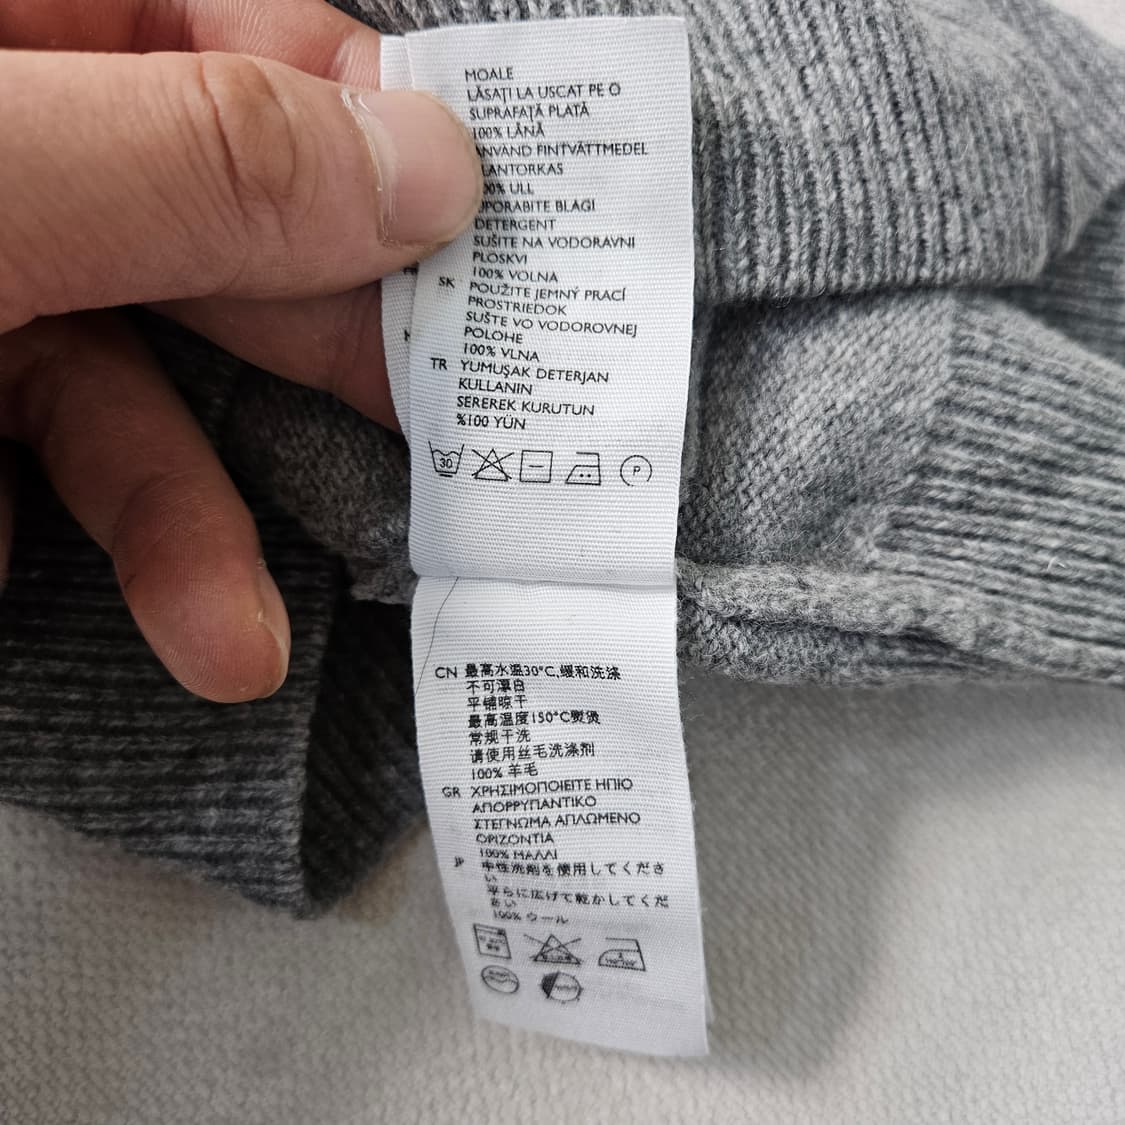 MOALE
LĂSAȚI LA USCAT PE O
SUPRAFAȚĂ PLATĂ
100% LÂNĂ
FINTVÄTTMEDEL
100% ULL
BLAGI
DETERGENT
SUŠITE NA VODORAVNI
PLOSKVI
100% VOLNA
SK POUŽITE JEMNÝ PRACÍ
PROSTRIEDOK
SUŠTE VO VODOROVNEJ
POLOHE
100% VLNA
TR YUMUŞAK DETERJAN
KULLANIN
SEREREK KURUTUN
%100 YÜN
30 P
CN 最高水温30°C,缓和洗涤
不可漂白
平铺晾干
最高温度150°C熨烫
常规干洗
请使用丝毛洗涤剂
100% 羊毛
GR ΧΡΗΣΙΜΟΠΟΙΕΙΤΕ ΗΠΙΟ
ΑΠΟΡΡΥΠΑΝΤΙΚΟ
ΣΤΕΓΝΩΜΑ ΑΠΛΩΜΕΝΟ
ΟΡΙΖΟΝΤΙΑ
100% ΜΑΛΛΙ
JP 中性洗剤を使用してくださ
い
平らに広げて乾かしてくだ
さい
100% ウール